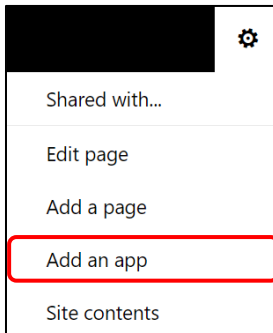 Shared with...
Edit page
Add a page
Add an app
Site contents